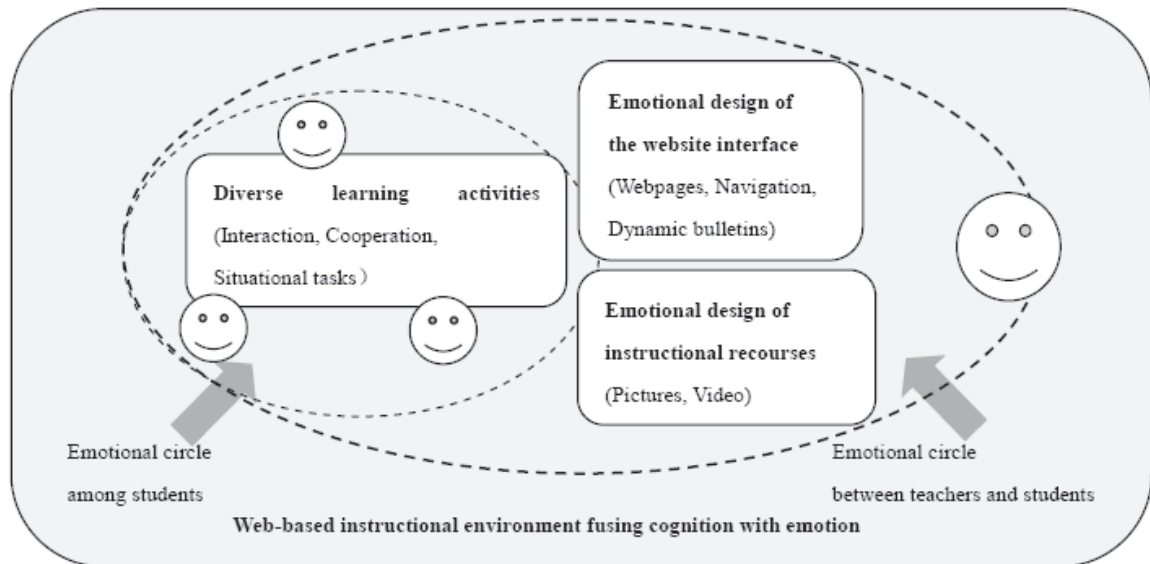 Emotional design of
the website interface
(Webpages, Navigation,
Dynamic bulletins)
Diverse learning activities
(Interaction, Cooperation,
Situational tasks）
Emotional design of
instructional recourses
(Pictures, Video)
Emotional circle
among students
Emotional circle
between teachers and students
Web-based instructional environment fusing cognition with emotion